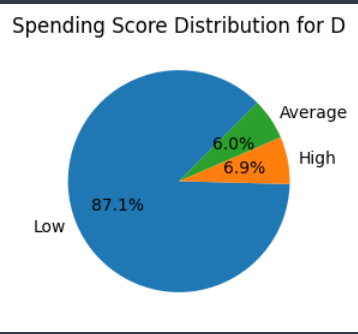 Spending Score Distribution for D
Average
6.0%
High
6.9%
87.1%
Low